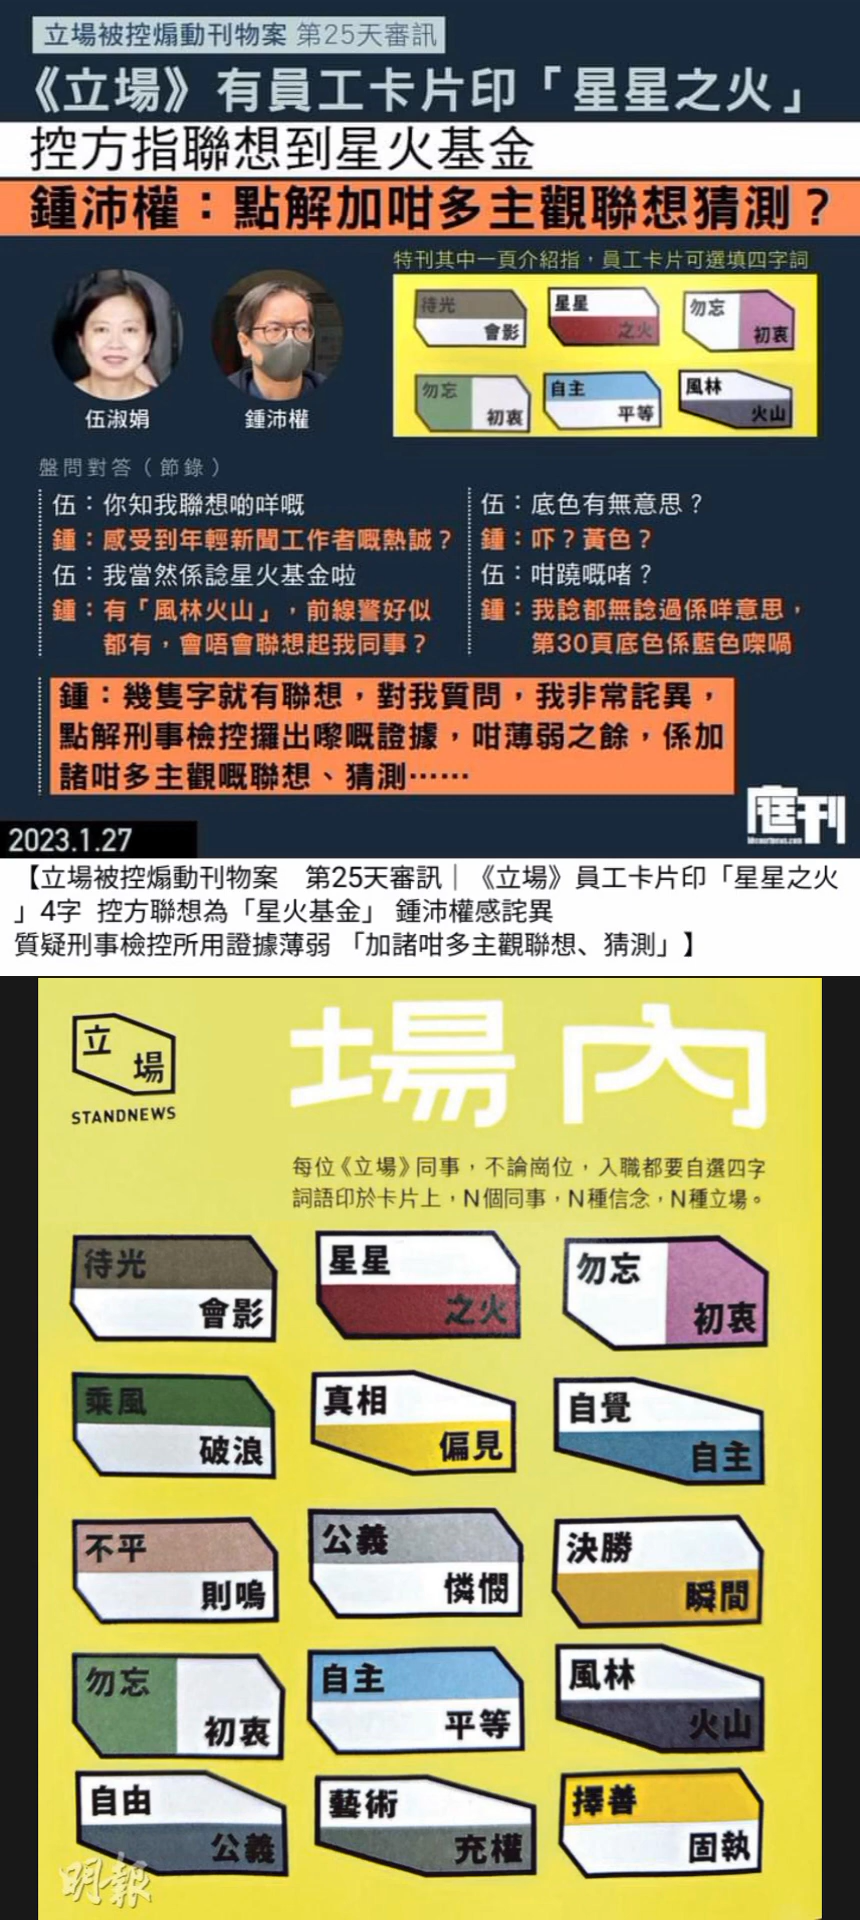 立場被控煽動刊物案 第25天審訊
《立場》有員工卡片印「星星之火」
控方指聯想到星火基金
鍾沛權：點解加咁多主觀聯想猜測？
特刊其中一頁介紹指，員工卡片可選填四字詞
待光
會影
星星
之火
勿忘
初衷
勿忘
初衷
自主
平等
風林
火山
伍淑娟
鍾沛權
盤問對答（節錄）
伍：你知我聯想啲咩嘅
鍾：感受到年輕新聞工作者嘅熱誠？
伍：我當然係諗星火基金啦
鍾：有「風林火山」，前線警好似
都有，會唔會聯想起我同事？
伍：底色有無意思？
鍾：吓？黃色？
伍：咁蹺嘅啫？
鍾：我諗都無諗過係咩意思，
第30頁底色係藍色㗎喎
鍾：幾隻字就有聯想，對我質問，我非常詫異，
點解刑事檢控攞出嚟嘅證據，咁薄弱之餘，係加
諸咁多主觀嘅聯想、猜測⋯⋯
庭刊
2023.1.27
【立場被控煽動刊物案　第25天審訊｜《立場》員工卡片印「星星之火
」4字 控方聯想為「星火基金」 鍾沛權感詫異
質疑刑事檢控所用證據薄弱 「加諸咁多主觀聯想、猜測」】
立場
STANDNEWS
場內
每位《立場》同事，不論崗位，入職都要自選四字
詞語印於卡片上，N個同事，N種信念，N種立場。
待光
會影
星星
之火
勿忘
初衷
乘風
破浪
真相
偏見
自覺
自主
不平
則鳴
公義
憐憫
決勝
瞬間
勿忘
初衷
自主
平等
風林
火山
自由
公義
藝術
充權
擇善
固執
明報